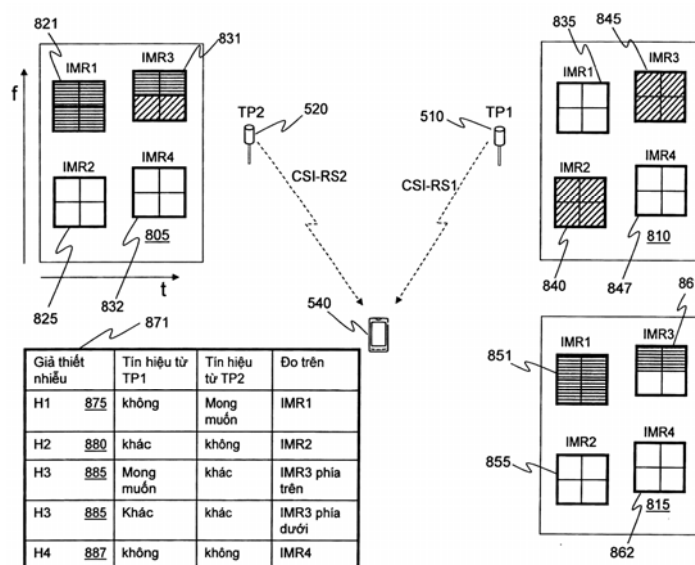 821
831
835
845
IMR1
IMR3
IMR1
IMR3
f
TP2
520
510
TP1
IMR2
IMR4
CSI-RS2
CSI-RS1
IMR2
IMR4
805
810
t
825
832
840
847
871
540
Giả thiết nhiễu
Tín hiệu từ TP1
Tín hiệu từ TP2
Đo trên
H1 875 không Mong muốn IMR1
H2 880 khác không IMR2
H3 885 Mong muốn khác IMR3 phía trên
H3 885 Khác khác IMR3 phía dưới
H4 887 không không IMR4
851
IMR1
IMR3
855
IMR2
IMR4
815
862